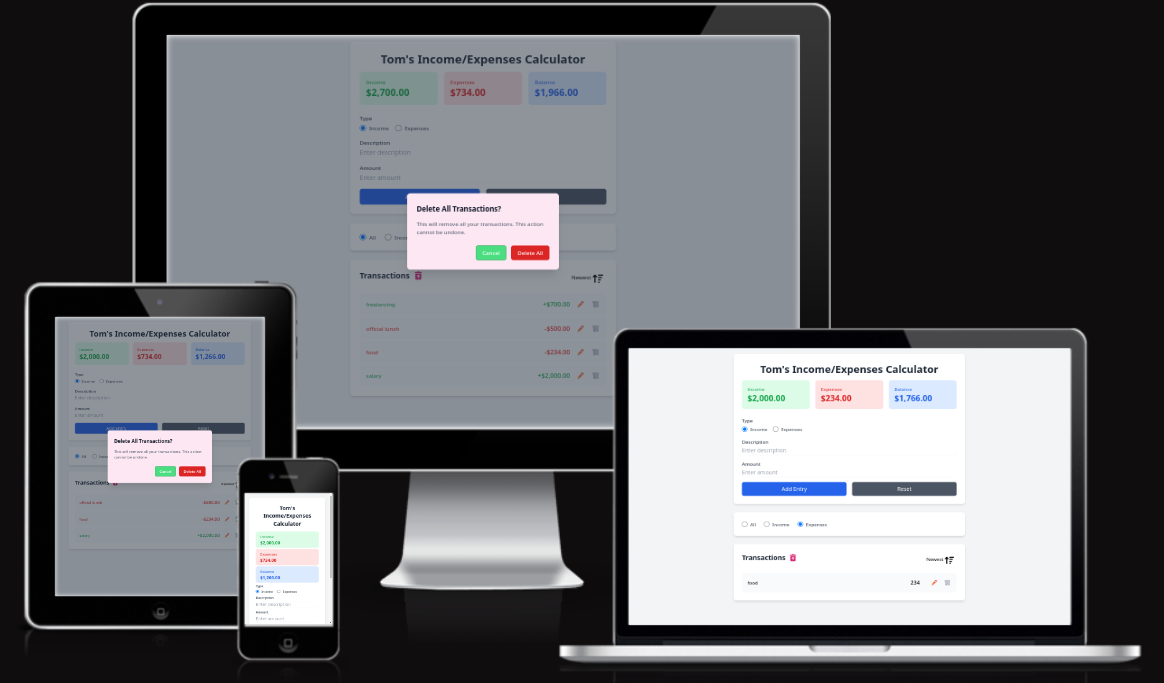 Tom's Income/Expenses Calculator
Income
Expenses
Balance
$2,700.00
$734.00
$1,966.00
Type
Income
Expenses
Description
Enter description
Amount
Enter amount
Delete All Transactions?
This will remove all your transactions. This action
cannot be undone.
Cancel
Delete All
All
Transactions
Newest
freelancing
+$700.00
official lunch
-$500.00
food
-$234.00
salary
+$2,000.00
Tom's Income/Expenses Calculator
Income
Expenses
Balance
$2,000.00
$734.00
$1,266.00
Type
Income
Expenses
Description
Enter description
Amount
Enter amount
Add Entry
Reset
Delete All Transactions?
This will remove all your transactions. This action
cannot be undone.
Cancel
Delete All
All
Transactions
official lunch
-$500.00
food
-$234.00
salary
+$2,000.00
Tom's
Income/Expenses
Calculator
Income
$2,000.00
Expenses
$734.00
Balance
$1,266.00
Type
Income
Expenses
Description
Enter description
Amount
Enter amount
Tom's Income/Expenses Calculator
Income
Expenses
Balance
$2,000.00
$234.00
$1,766.00
Type
Income
Expenses
Description
Enter description
Amount
Enter amount
Add Entry
Reset
All
Income
Expenses
Transactions
Newest
food
234